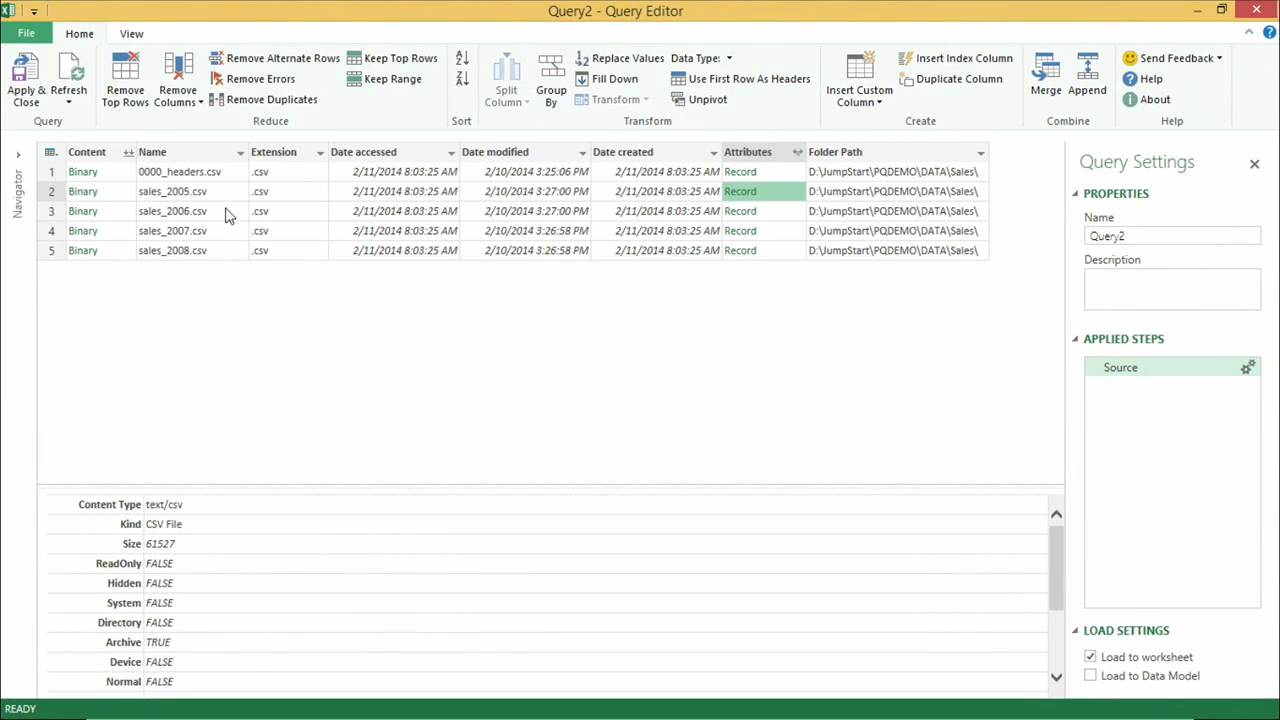 Query2 - Query Editor
File Home View
Apply & Close
Refresh
Query
Remove Top Rows
Remove Columns
Remove Alternate Rows
Remove Errors
Remove Duplicates
Keep Top Rows
Keep Range
Reduce
Sort
Split Column
Group By
Replace Values
Fill Down
Transform
Data Type:
Use First Row As Headers
Unpivot
Transform
Insert Custom Column
Insert Index Column
Duplicate Column
Create
Merge
Append
Combine
Send Feedback
Help
About
Help
Navigator
Content Name Extension Date accessed Date modified Date created Attributes Folder Path
1 Binary 0000_headers.csv .csv 2/11/2014 8:03:25 AM 2/10/2014 3:25:06 PM 2/11/2014 8:03:25 AM Record D:\JumpStart\PQDEMO\DATA\Sales\
2 Binary sales_2005.csv .csv 2/11/2014 8:03:25 AM 2/10/2014 3:27:00 PM 2/11/2014 8:03:25 AM Record D:\JumpStart\PQDEMO\DATA\Sales\
3 Binary sales_2006.csv .csv 2/11/2014 8:03:25 AM 2/10/2014 3:27:00 PM 2/11/2014 8:03:25 AM Record D:\JumpStart\PQDEMO\DATA\Sales\
4 Binary sales_2007.csv .csv 2/11/2014 8:03:25 AM 2/10/2014 3:26:58 PM 2/11/2014 8:03:25 AM Record D:\JumpStart\PQDEMO\DATA\Sales\
5 Binary sales_2008.csv .csv 2/11/2014 8:03:25 AM 2/10/2014 3:26:58 PM 2/11/2014 8:03:25 AM Record D:\JumpStart\PQDEMO\DATA\Sales\
Content Type text/csv
Kind CSV File
Size 61527
ReadOnly FALSE
Hidden FALSE
System FALSE
Directory FALSE
Archive TRUE
Device FALSE
Normal FALSE
Query Settings
PROPERTIES
Name
Query2
Description
APPLIED STEPS
Source
LOAD SETTINGS
Load to worksheet
Load to Data Model
READY